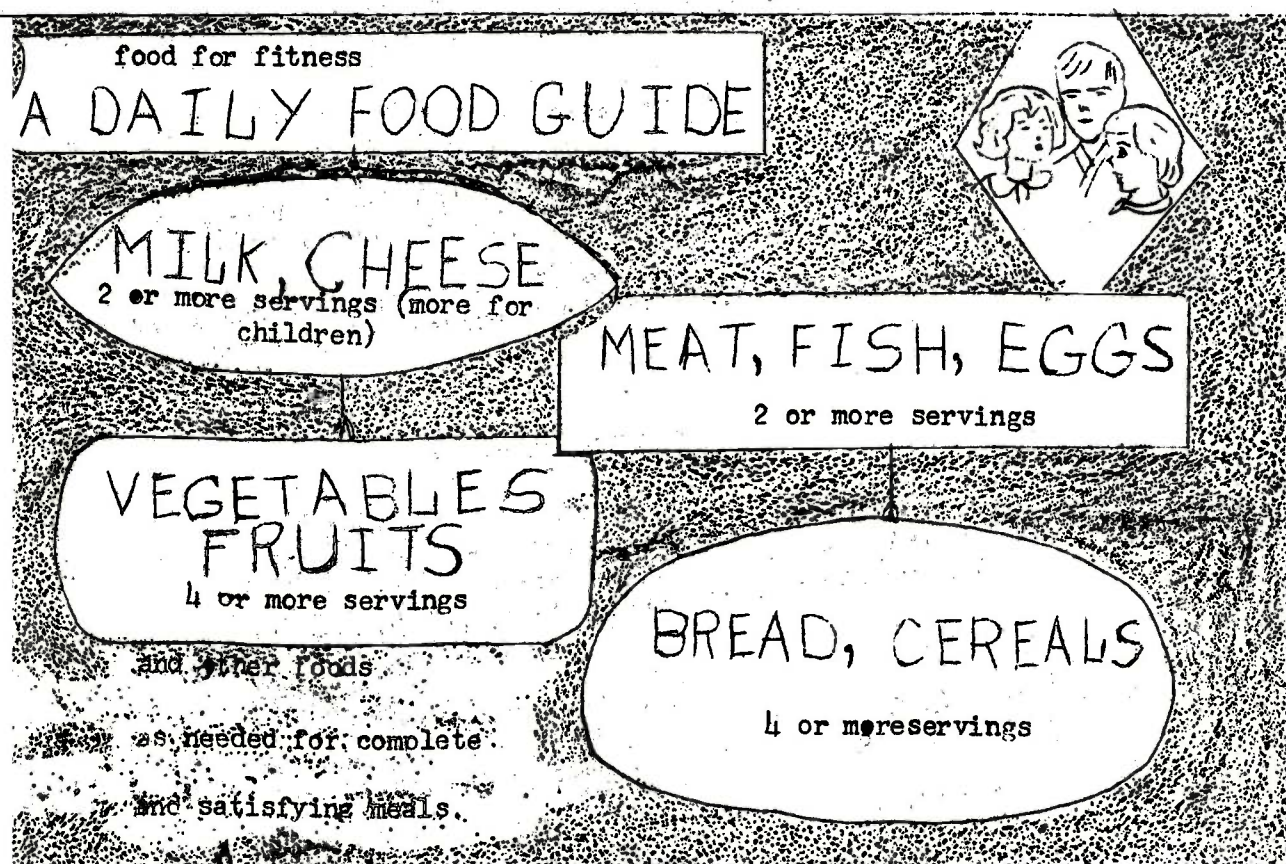 food for fitness
A DAILY FOOD GUIDE
MILK, CHEESE
2 or more servings (more for
children)
MEAT, FISH, EGGS
2 or more servings
VEGETABLES
FRUITS
4 or more servings
BREAD, CEREALS
4 or moreservings
and other foods
as needed for complete
and satisfying meals.